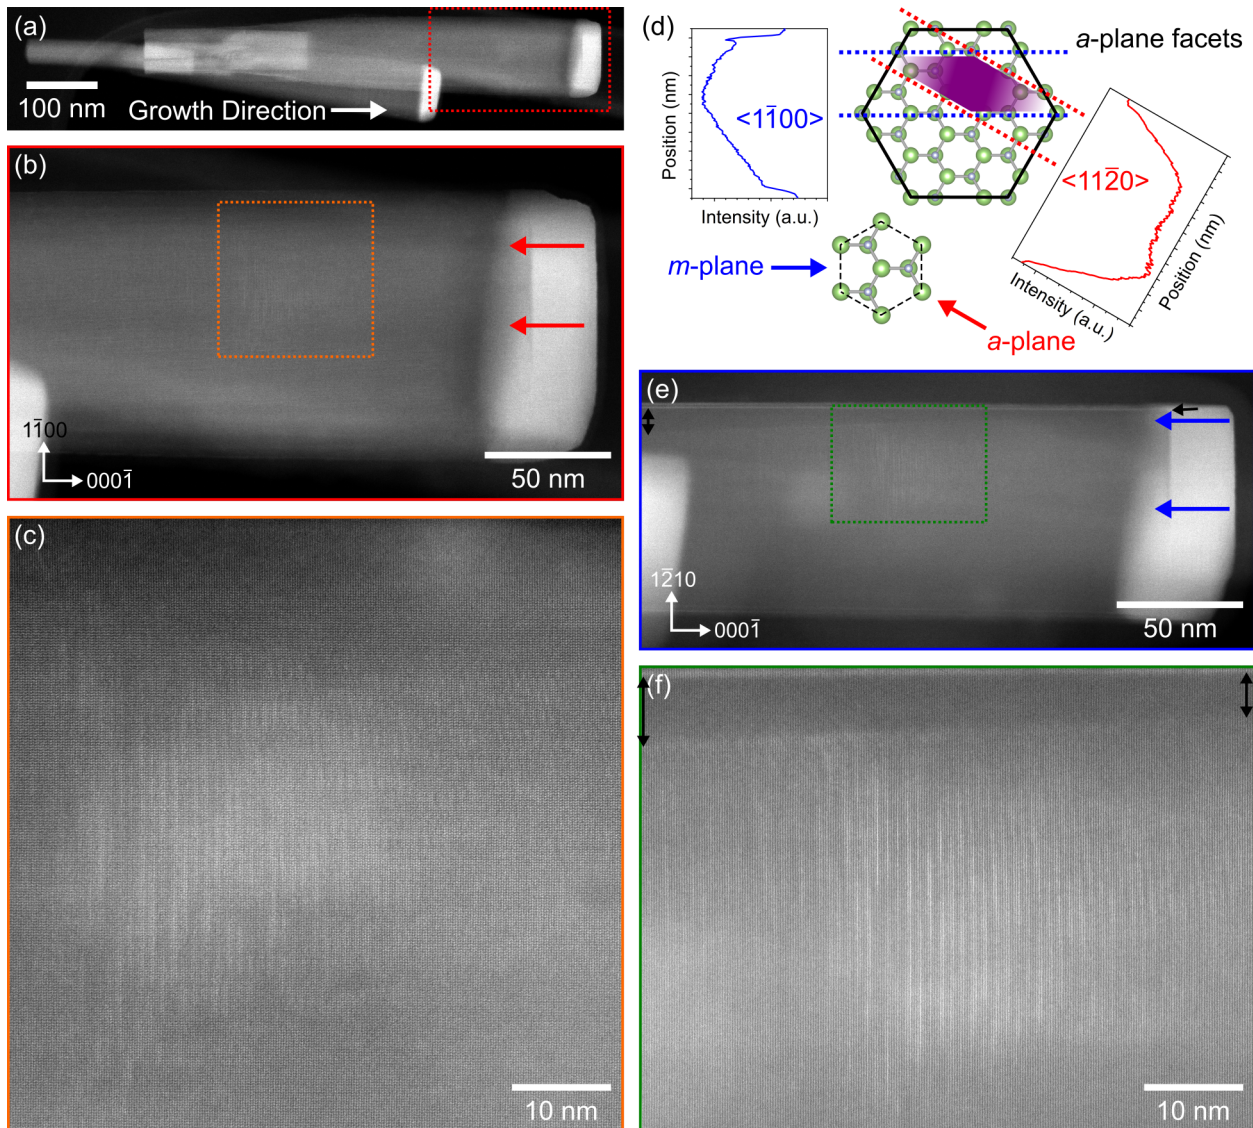 (a)
100 nm
Growth Direction
(b)
11̄00
0001̄
50 nm
(c)
10 nm
(d)
Position (nm)
<11̄00>
Intensity (a.u.)
a-plane facets
<112̄0>
Intensity (a.u.)
Position (nm)
m-plane
a-plane
(e)
12̄10
0001̄
50 nm
(f)
10 nm